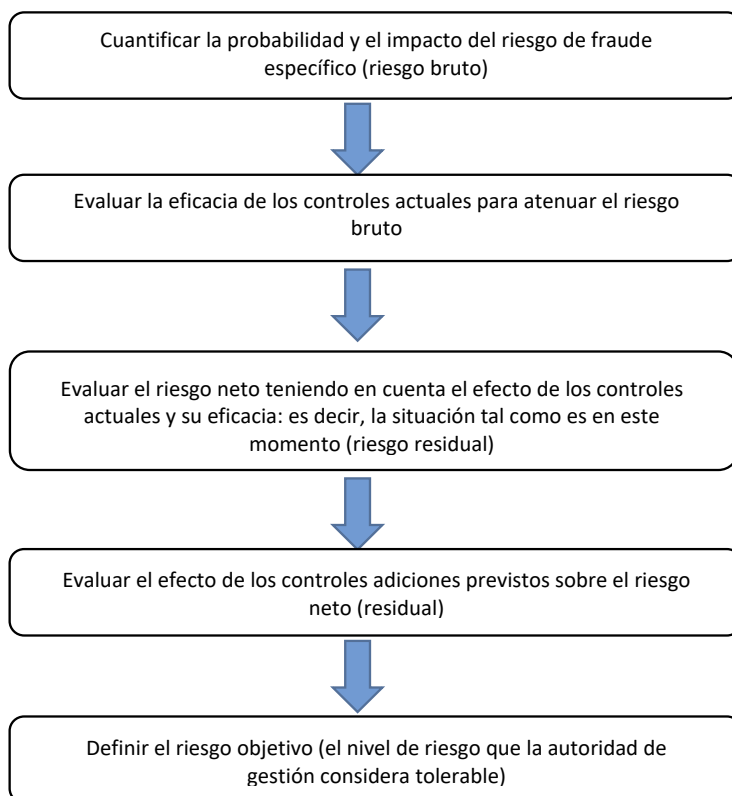 Cuantificar la probabilidad y el impacto del riesgo de fraude
específico (riesgo bruto)
Evaluar la eficacia de los controles actuales para atenuar el riesgo
bruto
Evaluar el riesgo neto teniendo en cuenta el efecto de los controles
actuales y su eficacia: es decir, la situación tal como es en este
momento (riesgo residual)
Evaluar el efecto de los controles adiciones previstos sobre el riesgo
neto (residual)
Definir el riesgo objetivo (el nivel de riesgo que la autoridad de
gestión considera tolerable)